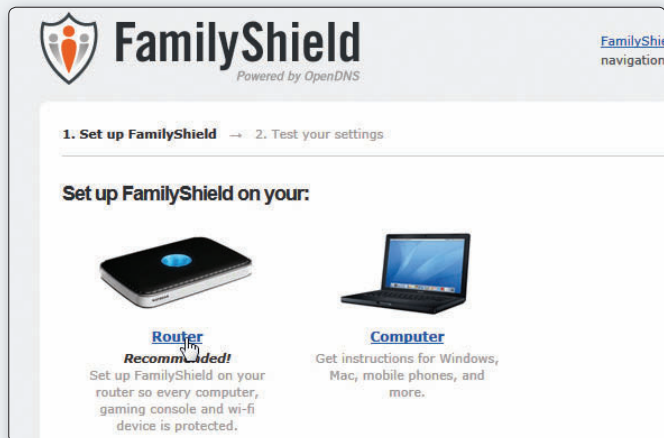 FamilyShield
Powered by OpenDNS
FamilyShie
navigation
1. Set up FamilyShield → 2. Test your settings
Set up FamilyShield on your:
Router
Recommended!
Set up FamilyShield on your
router so every computer,
gaming console and wi-fi
device is protected.
Computer
Get instructions for Windows,
Mac, mobile phones, and
more.